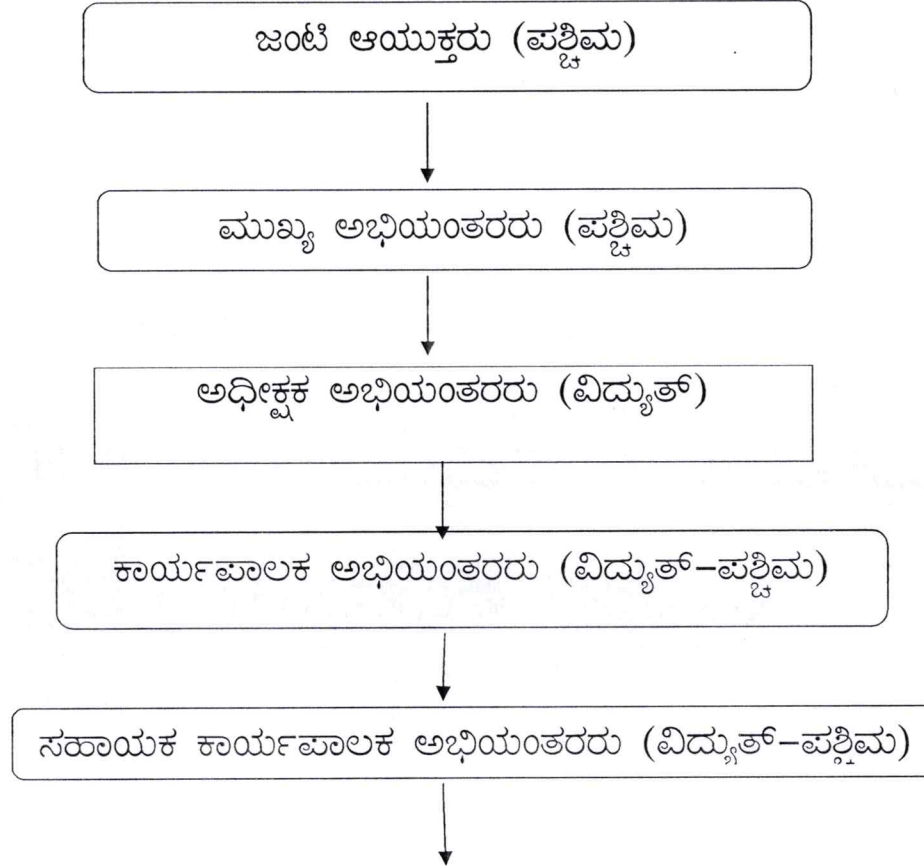 ಜಂಟಿ ಆಯುಕ್ತರು (ಪಶ್ಚಿಮ)
ಮುಖ್ಯ ಅಭಿಯಂತರರು (ಪಶ್ಚಿಮ)
ಅಧೀಕ್ಷಕ ಅಭಿಯಂತರರು (ವಿದ್ಯುತ್)
ಕಾರ್ಯಪಾಲಕ ಅಭಿಯಂತರರು (ವಿದ್ಯುತ್–ಪಶ್ಚಿಮ)
ಸಹಾಯಕ ಕಾರ್ಯಪಾಲಕ ಅಭಿಯಂತರರು (ವಿದ್ಯುತ್–ಪಶ್ಚಿಮ)